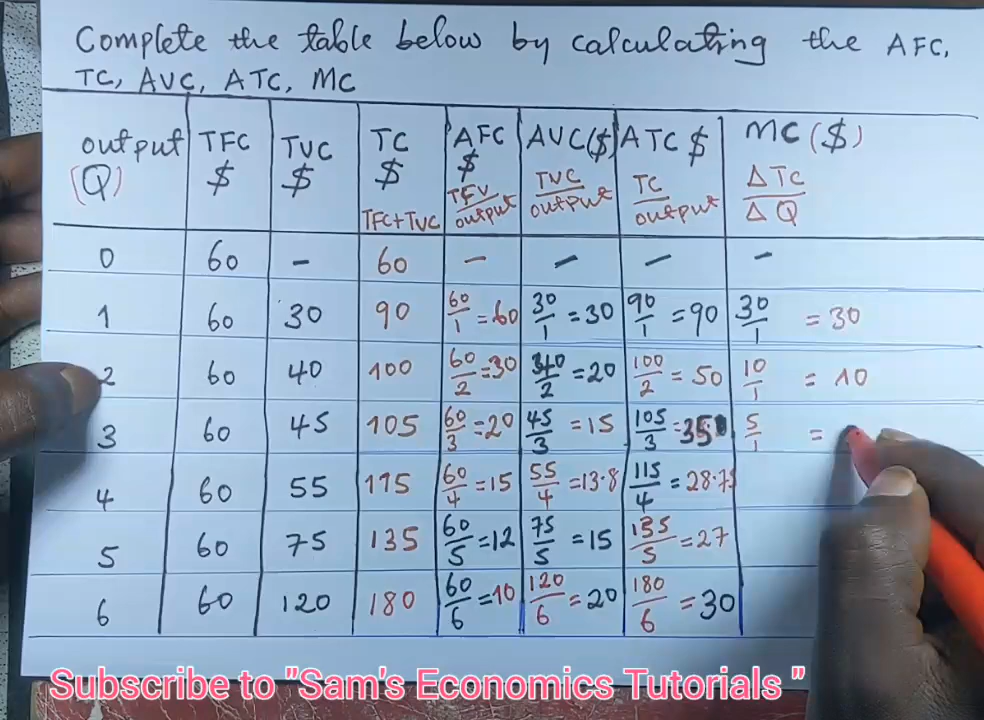 Complete the table below by calculating the AFC,
TC, AVC, ATC, MC
output (Q) TFC $ TVC $ TC $ TFC+TVC AFC $ TFV/output AVC($) TVC/output ATC $ TC/output MC ($) ΔTC/ΔQ
0 60 – 60 – – – –
1 60 30 90 60/1 = 60 30/1 = 30 90/1 = 90 30/1 = 30
2 60 40 100 60/2 = 30 40/2 = 20 100/2 = 50 10/1 = 10
3 60 45 105 60/3 = 20 45/3 = 15 105/3 = 35 5/1 =
4 60 55 115 60/4 = 15 55/4 = 13.8 115/4 = 28.75
5 60 75 135 60/5 = 12 75/5 = 15 135/5 = 27
6 60 120 180 60/6 = 10 120/6 = 20 180/6 = 30
Subscribe to "Sam's Economics Tutorials "